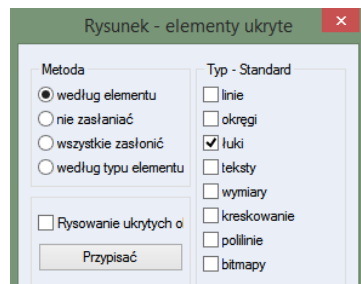 Rysunek - elementy ukryte
Metoda
według elementu
nie zasłaniać
wszystkie zasłonić
według typu elementu
Rysowanie ukrytych
Przypisać
Typ - Standard
linie
okręgi
łuki
teksty
wymiary
kreskowanie
polilinie
bitmapy